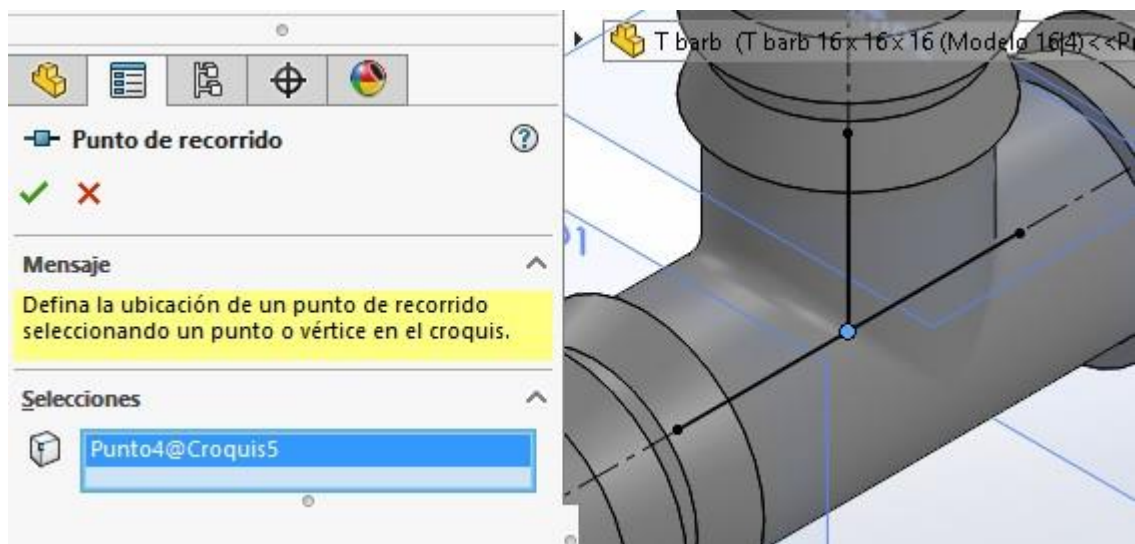 T barb (T barb 16 x 16 x 16 (Modelo 16|4)<<Pr
Punto de recorrido
Mensaje
Defina la ubicación de un punto de recorrido
seleccionando un punto o vértice en el croquis.
Selecciones
Punto4@Croquis5